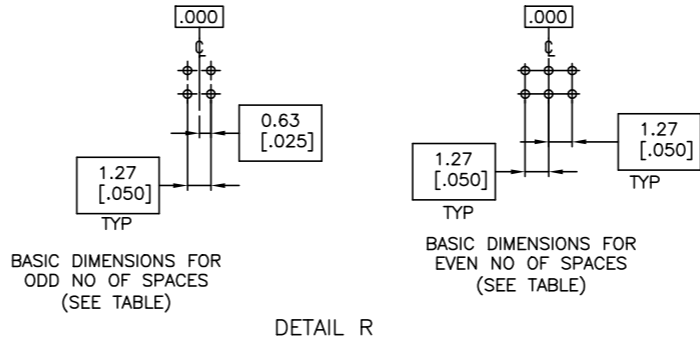 .000
℄
0.63
[.025]
1.27
[.050]
TYP
BASIC DIMENSIONS FOR
ODD NO OF SPACES
(SEE TABLE)
.000
℄
1.27
[.050]
TYP
1.27
[.050]
TYP
BASIC DIMENSIONS FOR
EVEN NO OF SPACES
(SEE TABLE)
DETAIL R